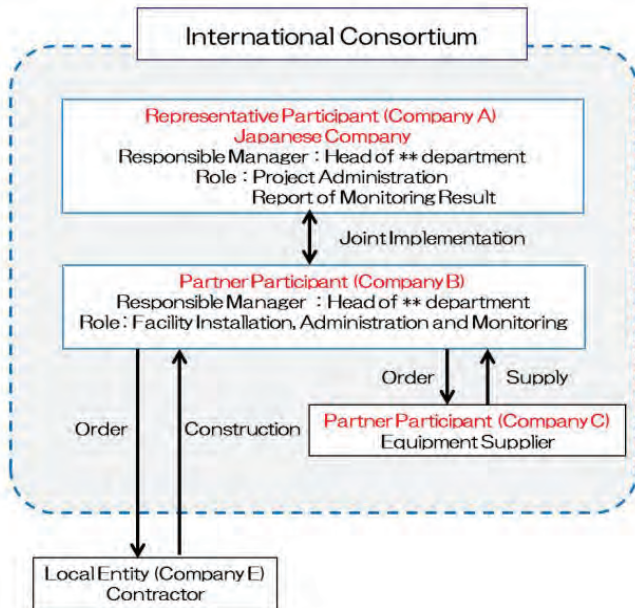 International Consortium
Representative Participant (Company A)
Japanese Company
Responsible Manager : Head of ** department
Role : Project Administration
Report of Monitoring Result
Joint Implementation
Partner Participant (Company B)
Responsible Manager : Head of ** department
Role : Facility Installation, Administration and Monitoring
Order
Supply
Order
Construction
Partner Participant (Company C)
Equipment Supplier
Local Entity (Company E)
Contractor